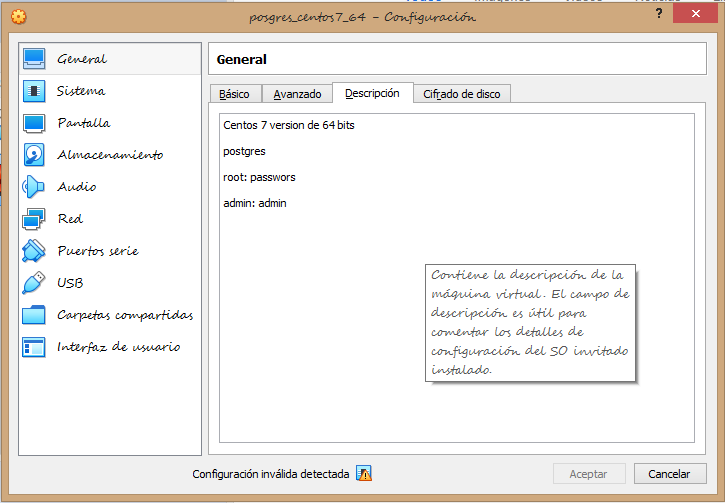 posgres_centos7_64 - Configuración
?
x
General
Sistema
Pantalla
Almacenamiento
Audio
Red
Puertos serie
USB
Carpetas compartidas
Interfaz de usuario
General
Básico
Avanzado
Descripción
Cifrado de disco
Centos 7 version de 64 bits
postgres
root: passwors
admin: admin
Contiene la descripción de la
máquina virtual. El campo de
descripción es útil para
comentar los detalles de
configuración del SO invitado
instalado.
Configuración inválida detectada
Aceptar
Cancelar